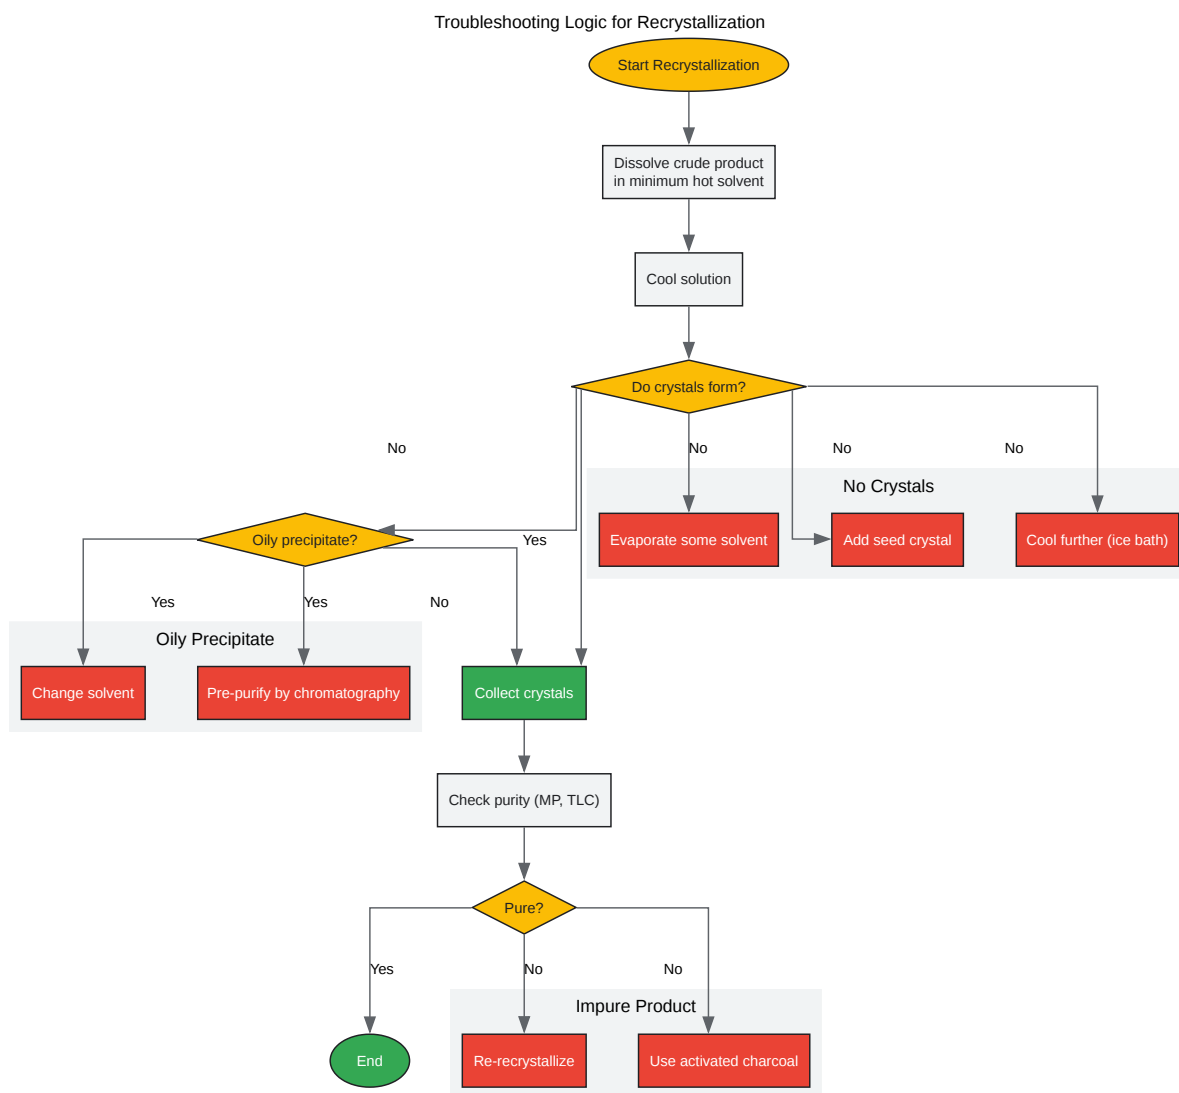 Troubleshooting Logic for Recrystallization
Start Recrystallization
Dissolve crude product
in minimum hot solvent
Cool solution
Do crystals form?
No
No
No
No
No Crystals
Oily precipitate?
Yes
Evaporate some solvent
Add seed crystal
Cool further (ice bath)
Yes
Yes
No
Oily Precipitate
Change solvent
Pre-purify by chromatography
Collect crystals
Check purity (MP, TLC)
Pure?
Yes
No
No
Impure Product
End
Re-recrystallize
Use activated charcoal